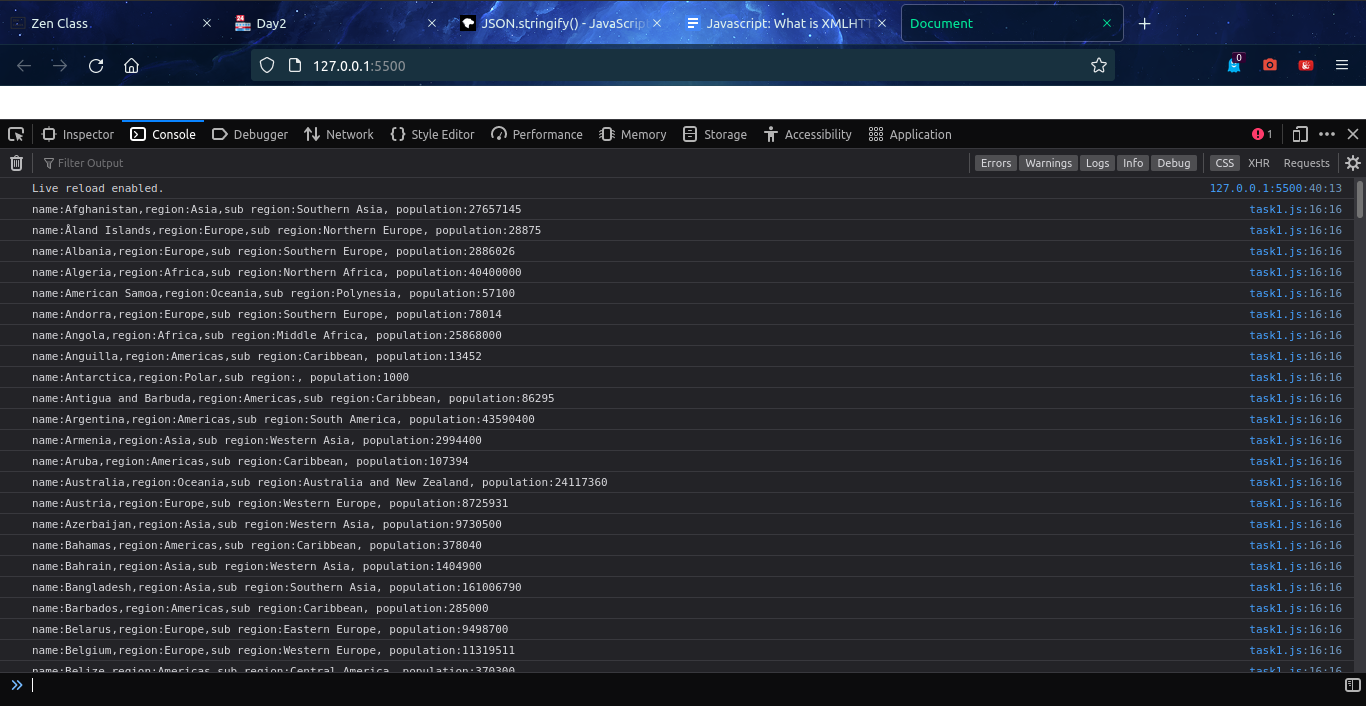 Zen Class
Day2
JSON.stringify() - JavaScrip
Javascript: What is XMLHTT
Document
127.0.0.1:5500
0
Inspector Console Debugger Network Style Editor Performance Memory Storage Accessibility Application 1
Filter Output Errors Warnings Logs Info Debug CSS XHR Requests
Live reload enabled. 127.0.0.1:5500:40:13
name:Afghanistan,region:Asia,sub region:Southern Asia, population:27657145 task1.js:16:16
name:Åland Islands,region:Europe,sub region:Northern Europe, population:28875 task1.js:16:16
name:Albania,region:Europe,sub region:Southern Europe, population:2886026 task1.js:16:16
name:Algeria,region:Africa,sub region:Northern Africa, population:40400000 task1.js:16:16
name:American Samoa,region:Oceania,sub region:Polynesia, population:57100 task1.js:16:16
name:Andorra,region:Europe,sub region:Southern Europe, population:78014 task1.js:16:16
name:Angola,region:Africa,sub region:Middle Africa, population:25868000 task1.js:16:16
name:Anguilla,region:Americas,sub region:Caribbean, population:13452 task1.js:16:16
name:Antarctica,region:Polar,sub region:, population:1000 task1.js:16:16
name:Antigua and Barbuda,region:Americas,sub region:Caribbean, population:86295 task1.js:16:16
name:Argentina,region:Americas,sub region:South America, population:43590400 task1.js:16:16
name:Armenia,region:Asia,sub region:Western Asia, population:2994400 task1.js:16:16
name:Aruba,region:Americas,sub region:Caribbean, population:107394 task1.js:16:16
name:Australia,region:Oceania,sub region:Australia and New Zealand, population:24117360 task1.js:16:16
name:Austria,region:Europe,sub region:Western Europe, population:8725931 task1.js:16:16
name:Azerbaijan,region:Asia,sub region:Western Asia, population:9730500 task1.js:16:16
name:Bahamas,region:Americas,sub region:Caribbean, population:378040 task1.js:16:16
name:Bahrain,region:Asia,sub region:Western Asia, population:1404900 task1.js:16:16
name:Bangladesh,region:Asia,sub region:Southern Asia, population:161006790 task1.js:16:16
name:Barbados,region:Americas,sub region:Caribbean, population:285000 task1.js:16:16
name:Belarus,region:Europe,sub region:Eastern Europe, population:9498700 task1.js:16:16
name:Belgium,region:Europe,sub region:Western Europe, population:11319511 task1.js:16:16
name:Belize,region:Americas,sub region:Central America, population:370300 task1.js:16:16